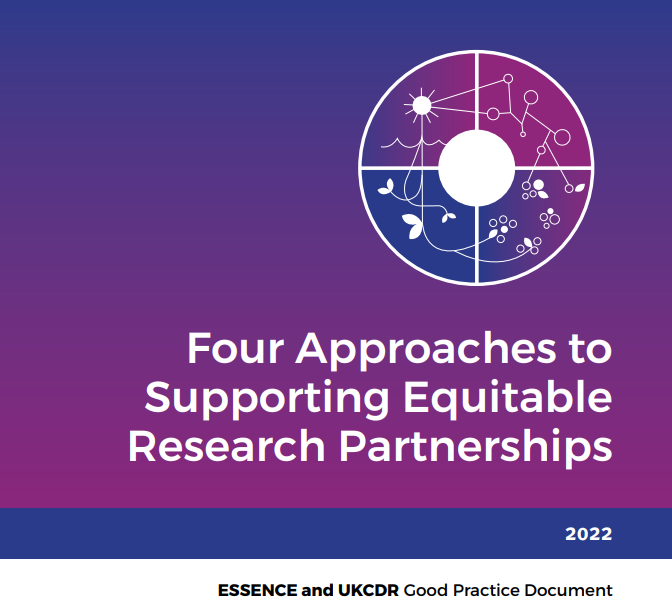 Four Approaches to
Supporting Equitable
Research Partnerships
2022
ESSENCE and UKCDR Good Practice Document